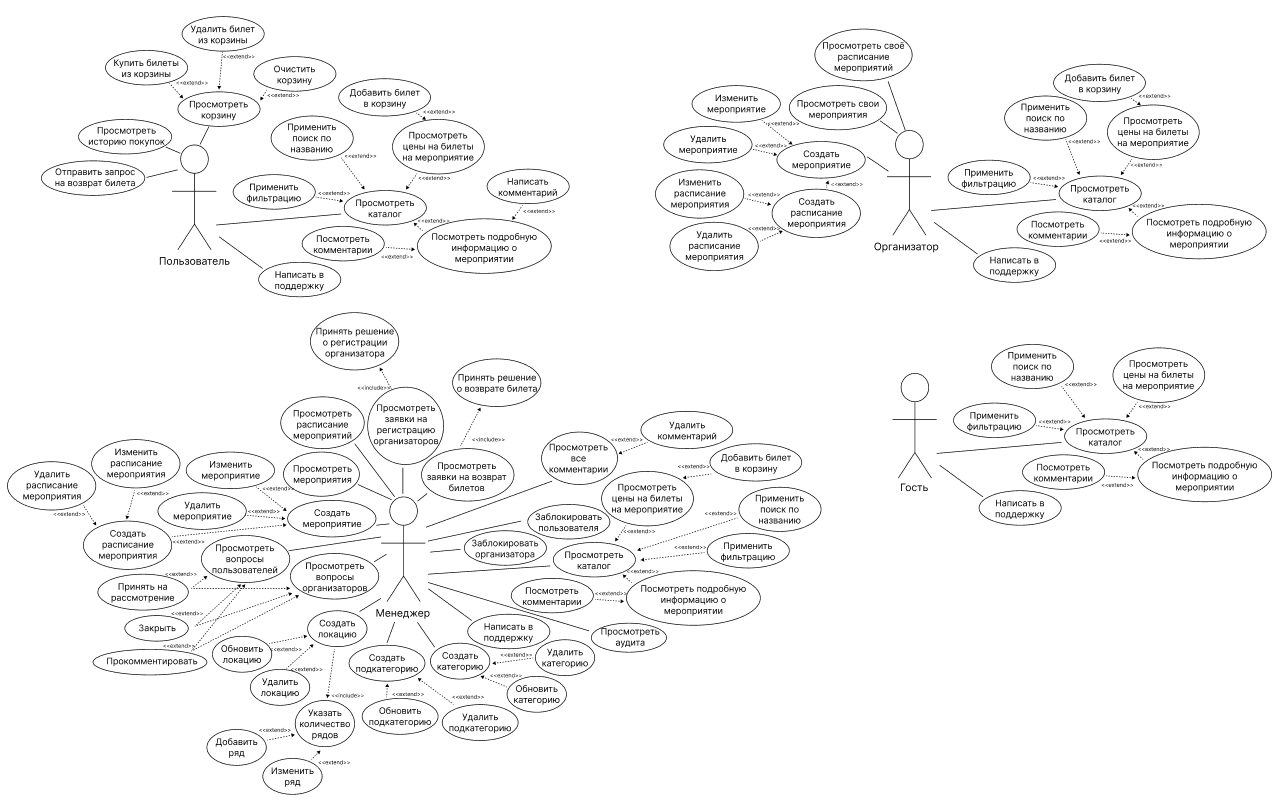 Удалить билет
из корзины
<<extend>>
Купить билеты
из корзины
<<extend>>
Очистить
корзину
<<extend>>
Просмотреть
корзину
Просмотреть
историю покупок
Отправить запрос
на возврат билета
Добавить билет
в корзину
<<extend>>
Применить
поиск по
названию
<<extend>>
Просмотреть
цены на билеты
на мероприятие
<<extend>>
Применить
фильтрацию
<<extend>>
Просмотреть
каталог
<<extend>>
Написать
комментарий
<<extend>>
Посмотреть
комментарии
<<extend>>
Посмотреть подробную
информацию о
мероприятии
Написать в
поддержку
Пользователь
Просмотреть своё
расписание
мероприятий
Изменить
мероприятие
<<extend>>
Просмотреть свои
мероприятия
Удалить
мероприятие
<<extend>>
Создать
мероприятие
<<extend>>
Изменить
расписание
мероприятия
<<extend>>
Создать
расписание
мероприятия
Удалить
расписание
мероприятия
<<extend>>
Организатор
Добавить билет
в корзину
<<extend>>
Применить
поиск по
названию
<<extend>>
Просмотреть
цены на билеты
на мероприятие
<<extend>>
Применить
фильтрацию
<<extend>>
Просмотреть
каталог
<<extend>>
Посмотреть
комментарии
<<extend>>
Посмотреть подробную
информацию о
мероприятии
Написать в
поддержку
Принять решение
о регистрации
организатора
<<include>>
Просмотреть
заявки на
регистрацию
организаторов
Принять решение
о возврате билета
<<include>>
Просмотреть
заявки на возврат
билетов
Просмотреть
расписание
мероприятий
Просмотреть
мероприятия
Изменить
мероприятие
<<extend>>
Удалить
мероприятие
<<extend>>
Создать
мероприятие
Изменить
расписание
мероприятия
<<extend>>
Удалить
расписание
мероприятия
<<extend>>
Создать
расписание
мероприятия
<<extend>>
Просмотреть
вопросы
пользователей
Просмотреть
вопросы
организаторов
Принять на
рассмотрение
<<extend>>
Закрыть
<<extend>>
Прокомментировать
<<extend>>
Менеджер
Просмотреть
все
комментарии
Удалить
комментарий
<<extend>>
Добавить билет
в корзину
<<extend>>
Просмотреть
цены на билеты
на мероприятие
<<extend>>
Применить
поиск по
названию
<<extend>>
Применить
фильтрацию
<<extend>>
Заблокировать
пользователя
Заблокировать
организатора
Просмотреть
каталог
<<extend>>
Посмотреть
комментарии
<<extend>>
Посмотреть подробную
информацию о
мероприятии
Написать в
поддержку
Просмотреть
аудита
Создать
локацию
Обновить
локацию
<<extend>>
Удалить
локацию
<<extend>>
<<include>>
Указать
количество
рядов
Добавить
ряд
<<extend>>
Изменить
ряд
<<extend>>
Создать
подкатегорию
<<extend>>
Обновить
подкатегорию
<<extend>>
Удалить
подкатегорию
Создать
категорию
<<extend>>
Удалить
категорию
<<extend>>
Обновить
категорию
Применить
поиск по
названию
<<extend>>
Просмотреть
цены на билеты
на мероприятие
<<extend>>
Применить
фильтрацию
<<extend>>
Просмотреть
каталог
<<extend>>
Посмотреть
комментарии
<<extend>>
Посмотреть подробную
информацию о
мероприятии
Написать в
поддержку
Гость